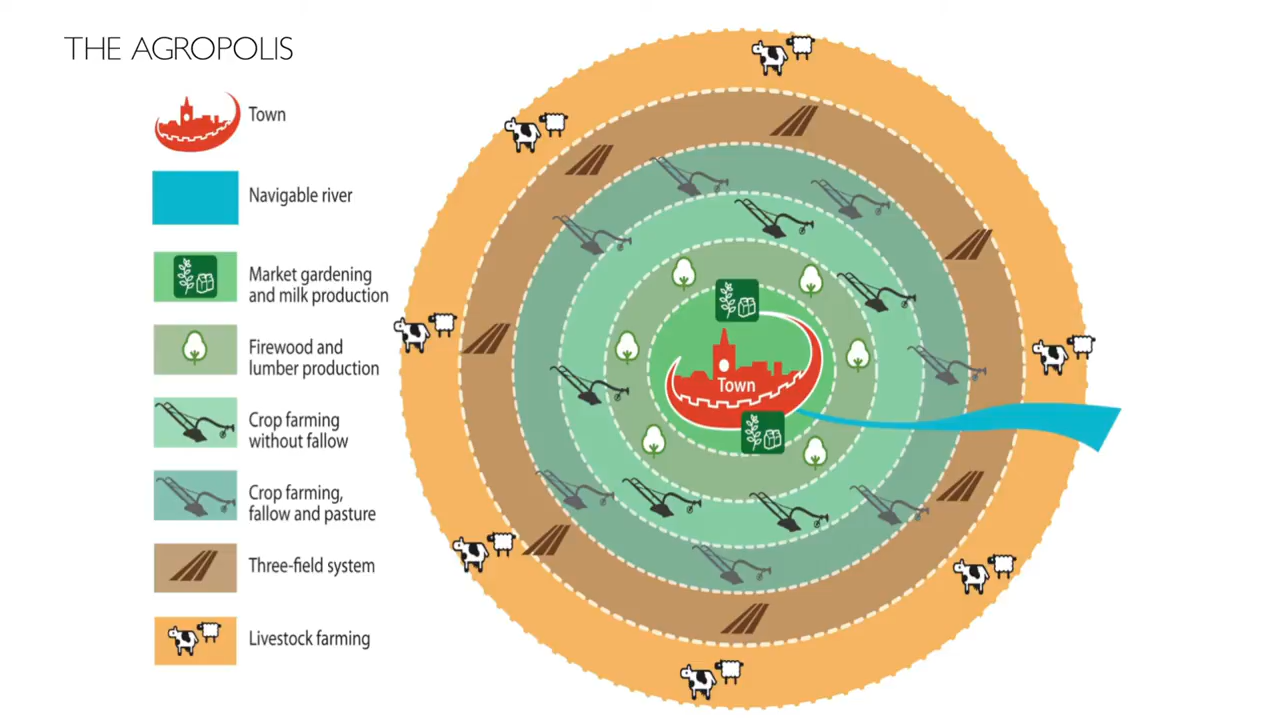 THE AGROPOLIS
Town
Navigable river
Market gardening
and milk production
Firewood and
lumber production
Crop farming
without fallow
Crop farming,
fallow and pasture
Three-field system
Livestock farming
Town